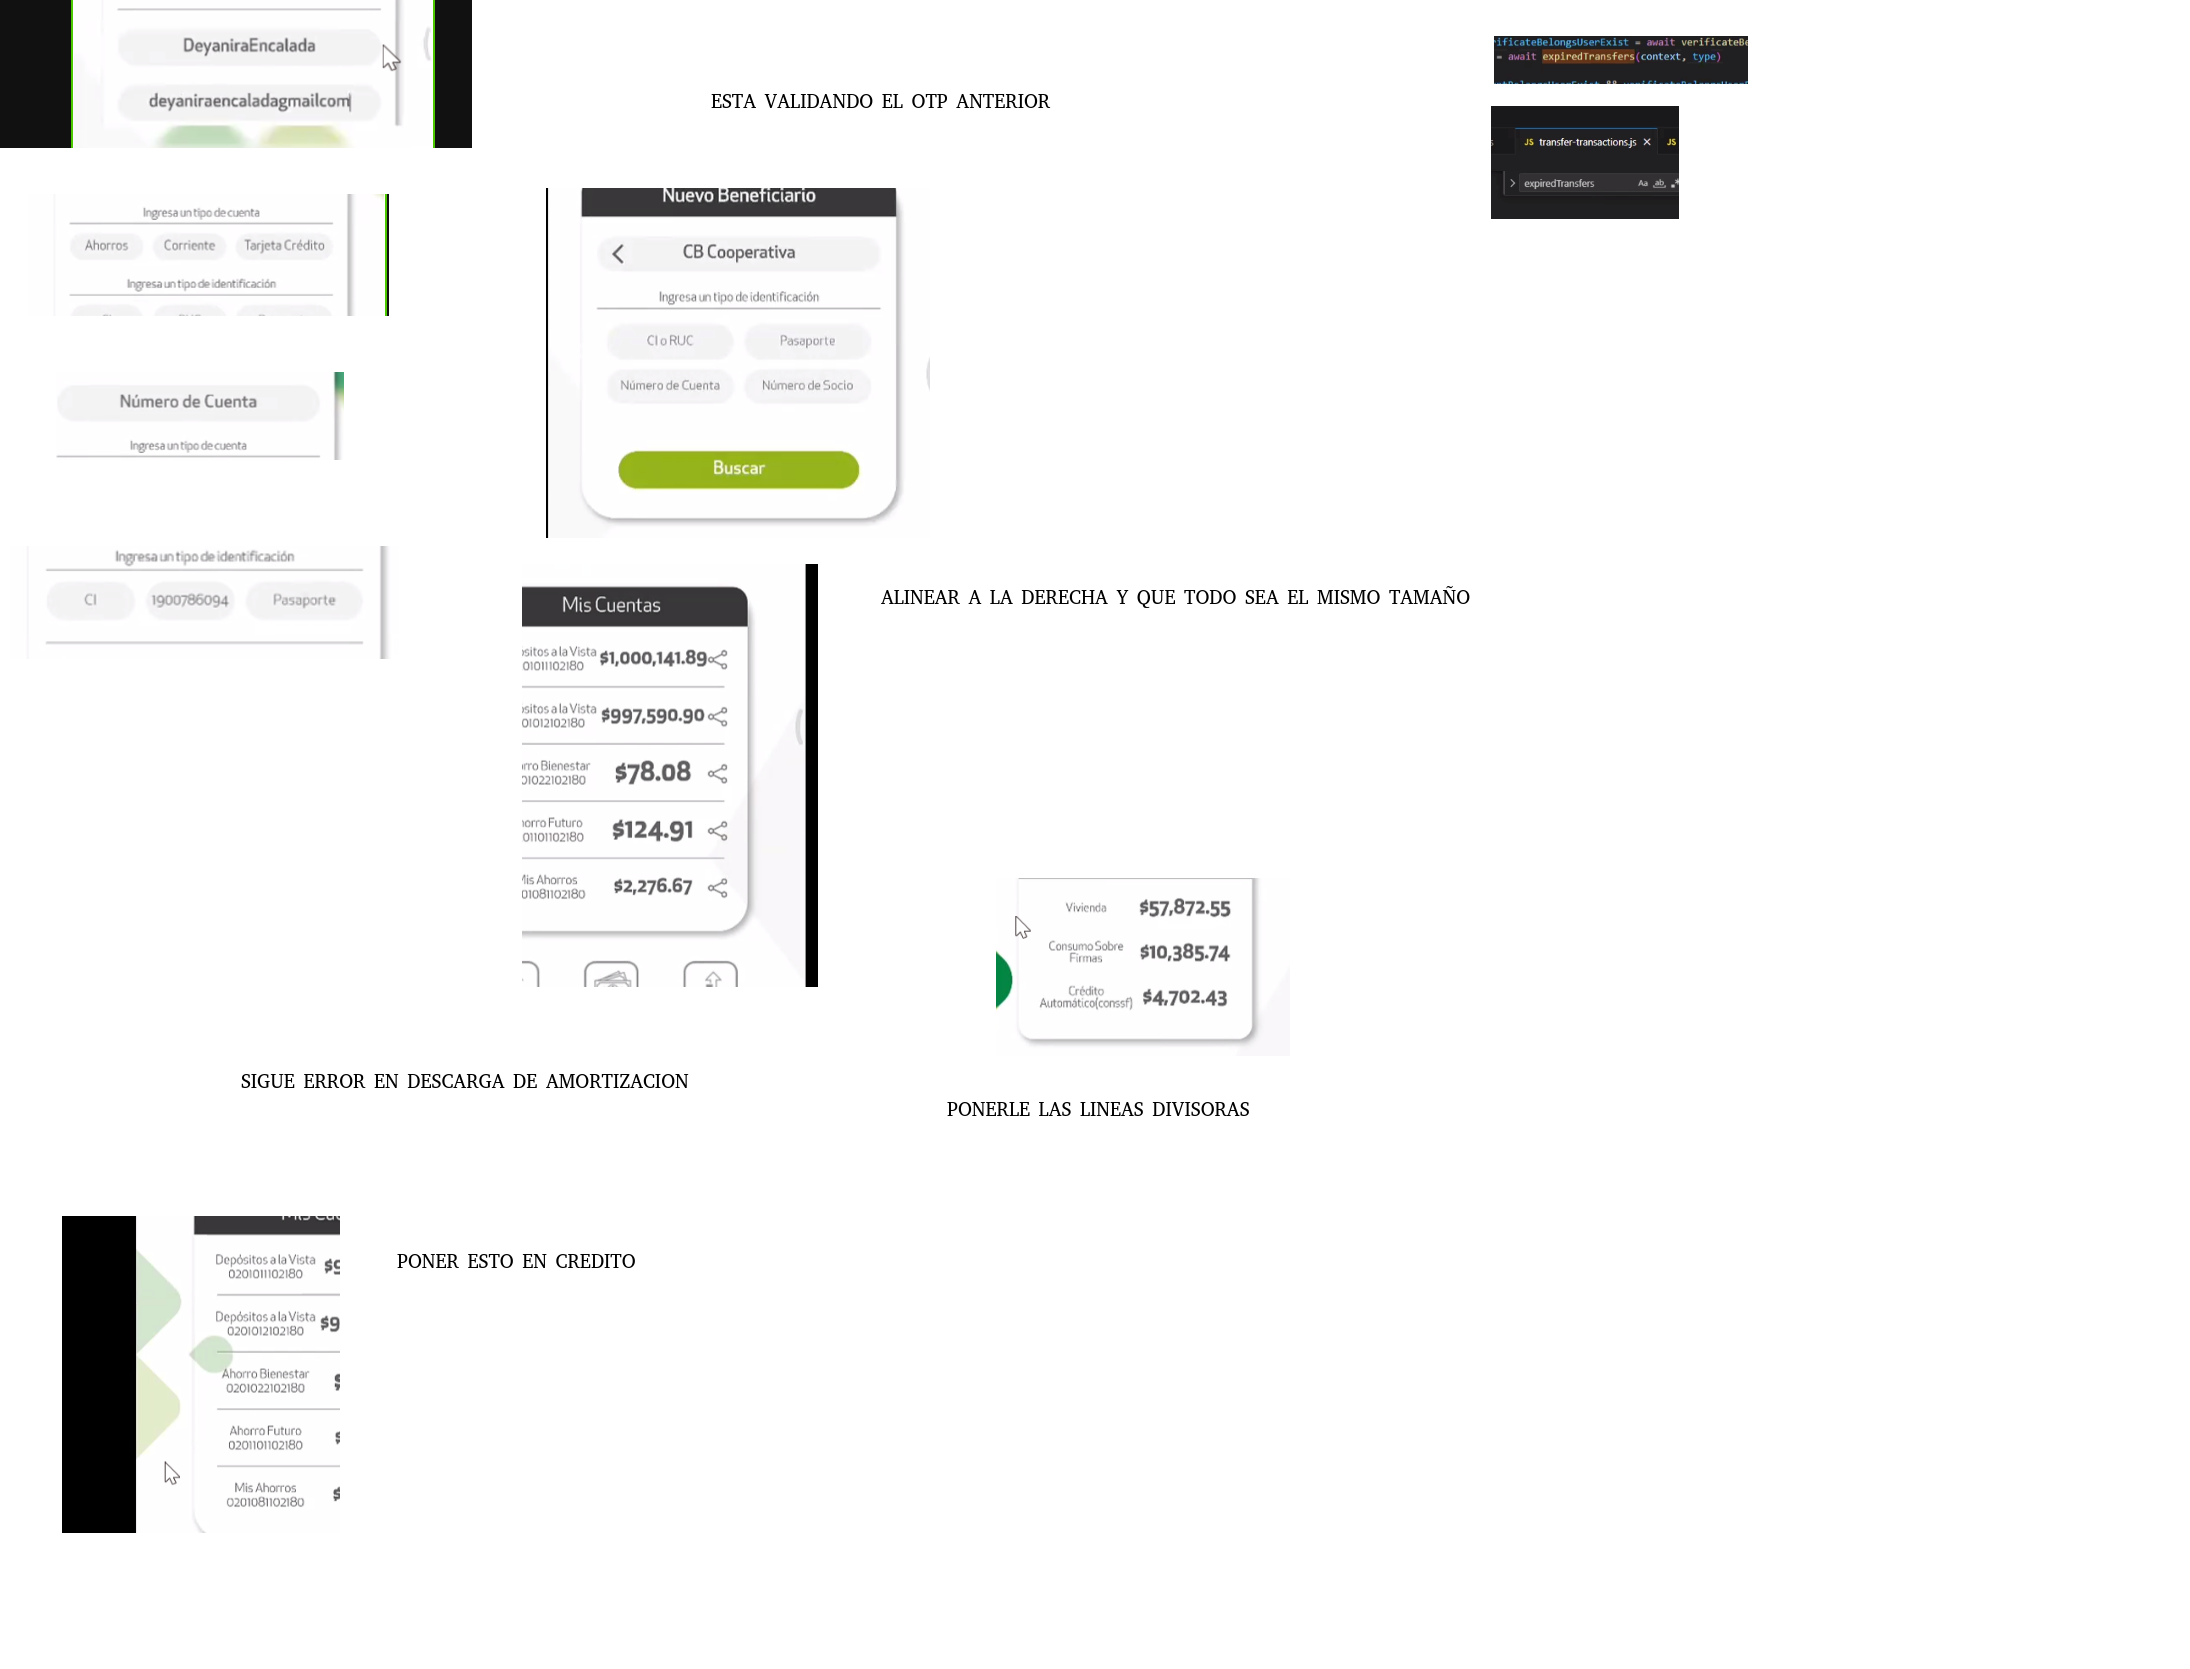 DeyaniraEncalada
deyaniraencaladagmailcom
ESTA VALIDANDO EL OTP ANTERIOR
= await
= await expiredTransfers(context, type)
JS transfer-transactions.js × JS
> expiredTransfers Aa ab
Ingresa un tipo de cuenta
Ahorros Corriente Tarjeta Crédito
Ingresa un tipo de identificación
Nuevo Beneficiario
CB Cooperativa
Ingresa un tipo de identificación
CI o RUC Pasaporte
Número de Cuenta Número de Socio
Buscar
Número de Cuenta
Ingresa un tipo de cuenta
Ingresa un tipo de identificación
CI 1900786094 Pasaporte
Mis Cuentas
ósitos a la Vista
01011102180 $1,000,141.89
ósitos a la Vista
01012102180 $997,590.90
rro Bienestar
01022102180 $78.08
orro Futuro
01101102180 $124.91
Mis Ahorros
01081102180 $2,276.67
ALINEAR A LA DERECHA Y QUE TODO SEA EL MISMO TAMAÑO
Vivienda $57,872.55
Consumo Sobre
Firmas $10,385.74
Crédito
Automático(conssf) $4,702.43
SIGUE ERROR EN DESCARGA DE AMORTIZACION
PONERLE LAS LINEAS DIVISORAS
Depósitos a la Vista
0201011102180 $9
Depósitos a la Vista
0201012102180 $9
Ahorro Bienestar
0201022102180 $
Ahorro Futuro
0201101102180 $
Mis Ahorros
0201081102180 $
PONER ESTO EN CREDITO